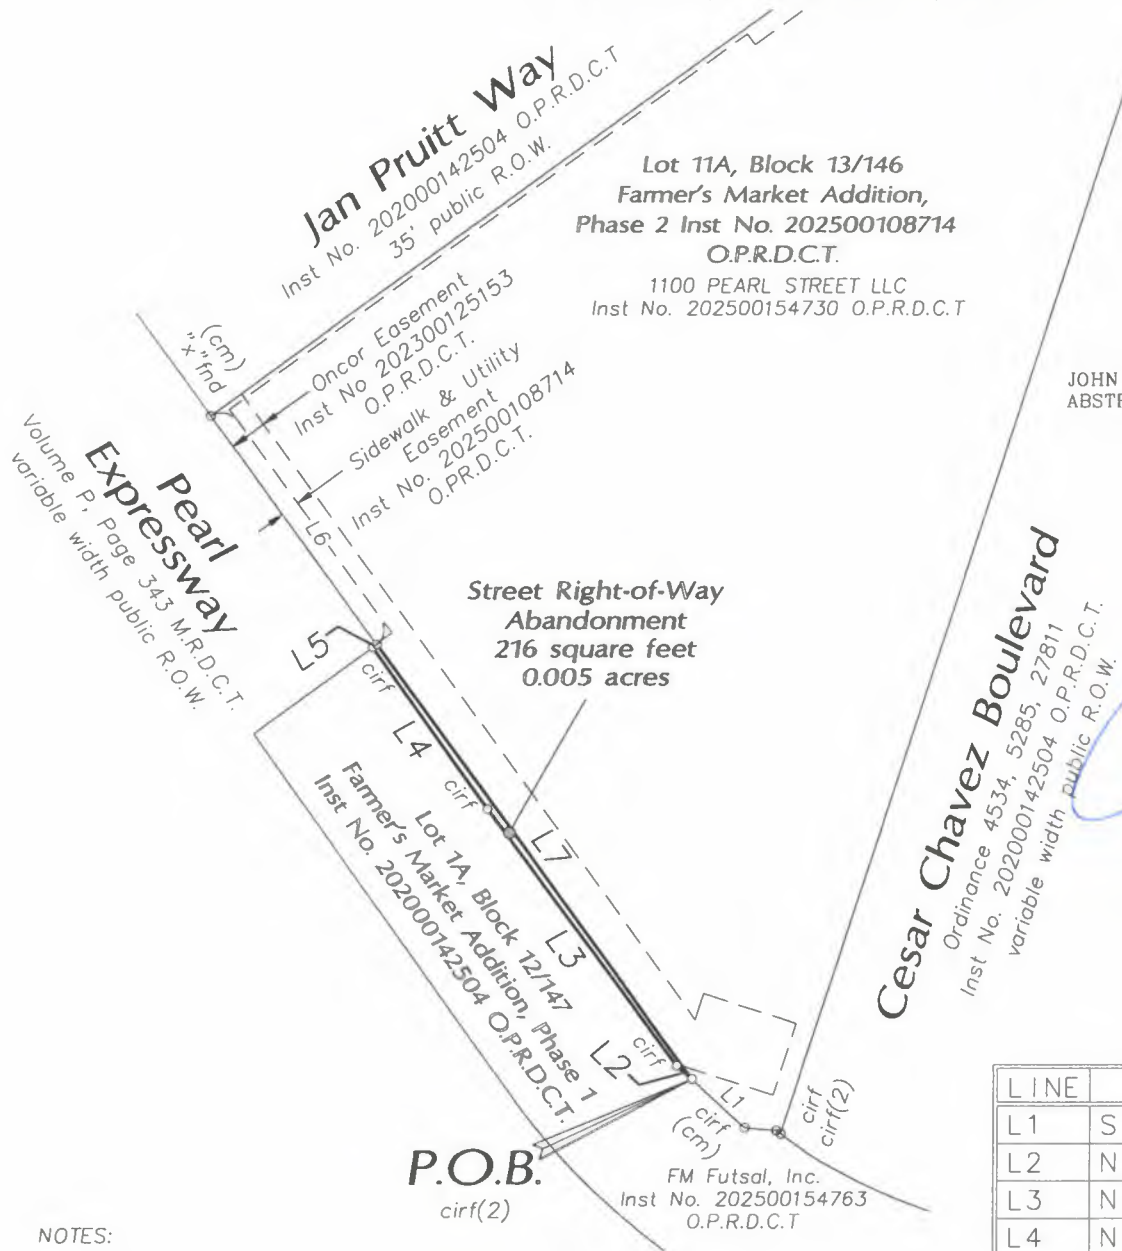 Jan Pruitt Way
Inst No. 202000142504 O.P.R.D.C.T
35' public R.O.W.
Lot 11A, Block 13/146
Farmer's Market Addition,
Phase 2 Inst No. 202500108714
O.P.R.D.C.T.
1100 PEARL STREET LLC
Inst No. 202500154730 O.P.R.D.C.T
(cm)
"x"fnd
Oncor Easement
Inst No 202300125153
O.P.R.D.C.T.
Sidewalk & Utility
Easement
Inst No. 202500108714
O.PR.D.C.T.
JOHN
Pearl
Expressway
Volume P, Page 343 M.R.D.C.T.
variable width public R.O.W.
L6
Street Right-of-Way
Abandonment
216 square feet
0.005 acres
L5
cirf
L4
cirf
L7
L3
Lot 1A, Block 12/147
Farmer's Market Addition, Phase 1
Inst No. 202000142504 O.P.R.D.C.T.
Cesar Chavez Boulevard
Ordinance 4534, 5285, 27811
Inst No. 202000142504 O.P.R.D.C.T.
variable width public R.O.W.
cirf
L2
L1
cirf
(cm)
cirf
cirf(2)
P.O.B.
cirf(2)
FM Futsal, Inc.
Inst No. 202500154763
O.P.R.D.C.T
LINE
L1 S
L2 N
L3 N
L4 N
NOTES: